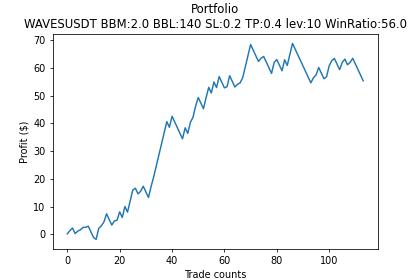 Portfolio
WAVESUSDT BBM:2.0 BBL:140 SL:0.2 TP:0.4 lev:10 WinRatio:56.0
70
60
50
40
30
20
10
0
Profit ($)
0 20 40 60 80 100
Trade counts